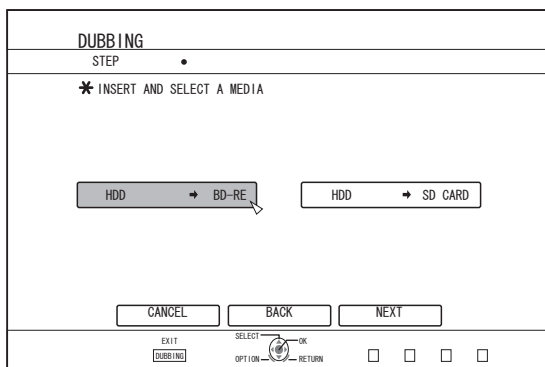 DUBBING
STEP
INSERT AND SELECT A MEDIA
HDD → BD-RE
HDD → SD CARD
CANCEL
BACK
NEXT
EXIT
DUBBING
SELECT
OK
OPTION
RETURN